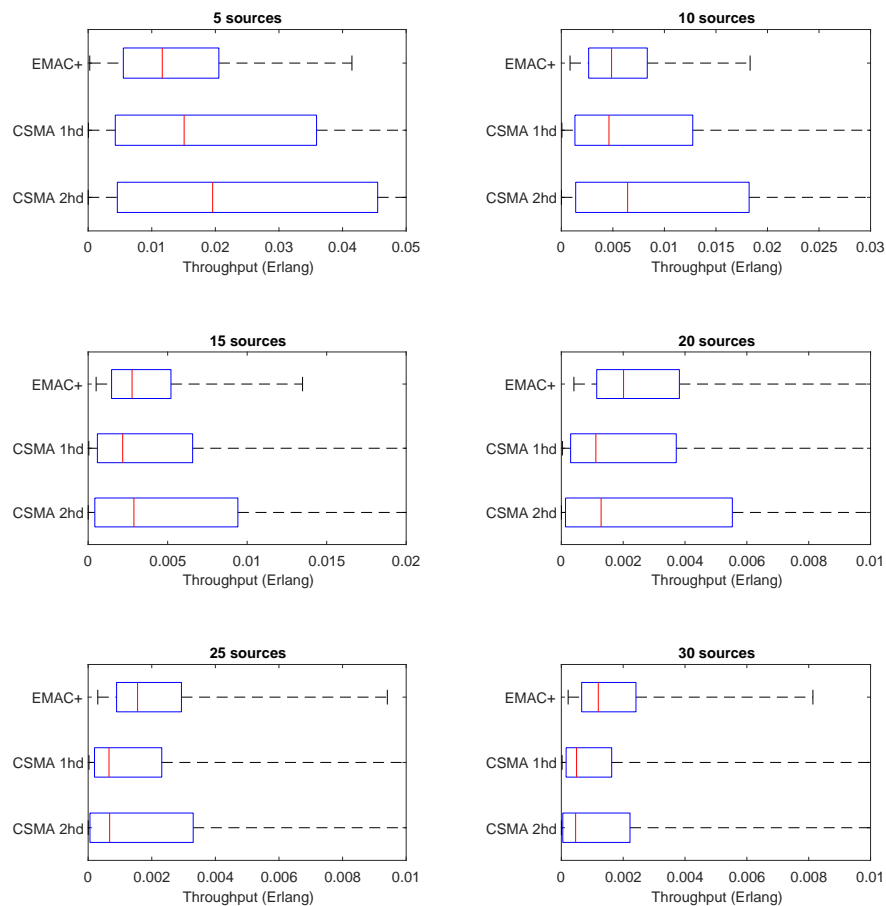 5 sources
EMAC+
CSMA 1hd
CSMA 2hd
0 0.01 0.02 0.03 0.04 0.05
Throughput (Erlang)
10 sources
EMAC+
CSMA 1hd
CSMA 2hd
0 0.005 0.01 0.015 0.02 0.025 0.03
Throughput (Erlang)
15 sources
EMAC+
CSMA 1hd
CSMA 2hd
0 0.005 0.01 0.015 0.02
Throughput (Erlang)
20 sources
EMAC+
CSMA 1hd
CSMA 2hd
0 0.002 0.004 0.006 0.008 0.01
Throughput (Erlang)
25 sources
EMAC+
CSMA 1hd
CSMA 2hd
0 0.002 0.004 0.006 0.008 0.01
Throughput (Erlang)
30 sources
EMAC+
CSMA 1hd
CSMA 2hd
0 0.002 0.004 0.006 0.008 0.01
Throughput (Erlang)